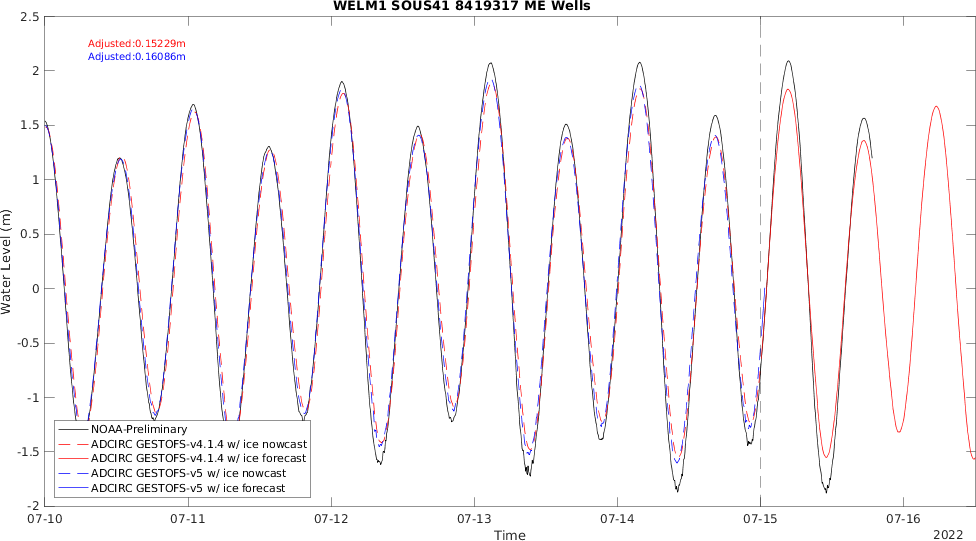 WELM1 SOUS41 8419317 ME Wells
Adjusted:0.15229m
Adjusted:0.16086m
2.5
2
1.5
1
0.5
0
-0.5
-1
-1.5
-2
Water Level (m)
NOAA-Preliminary
ADCIRC GESTOFS-v4.1.4 w/ ice nowcast
ADCIRC GESTOFS-v4.1.4 w/ ice forecast
ADCIRC GESTOFS-v5 w/ ice nowcast
ADCIRC GESTOFS-v5 w/ ice forecast
07-10 07-11 07-12 07-13 07-14 07-15 07-16
Time
2022